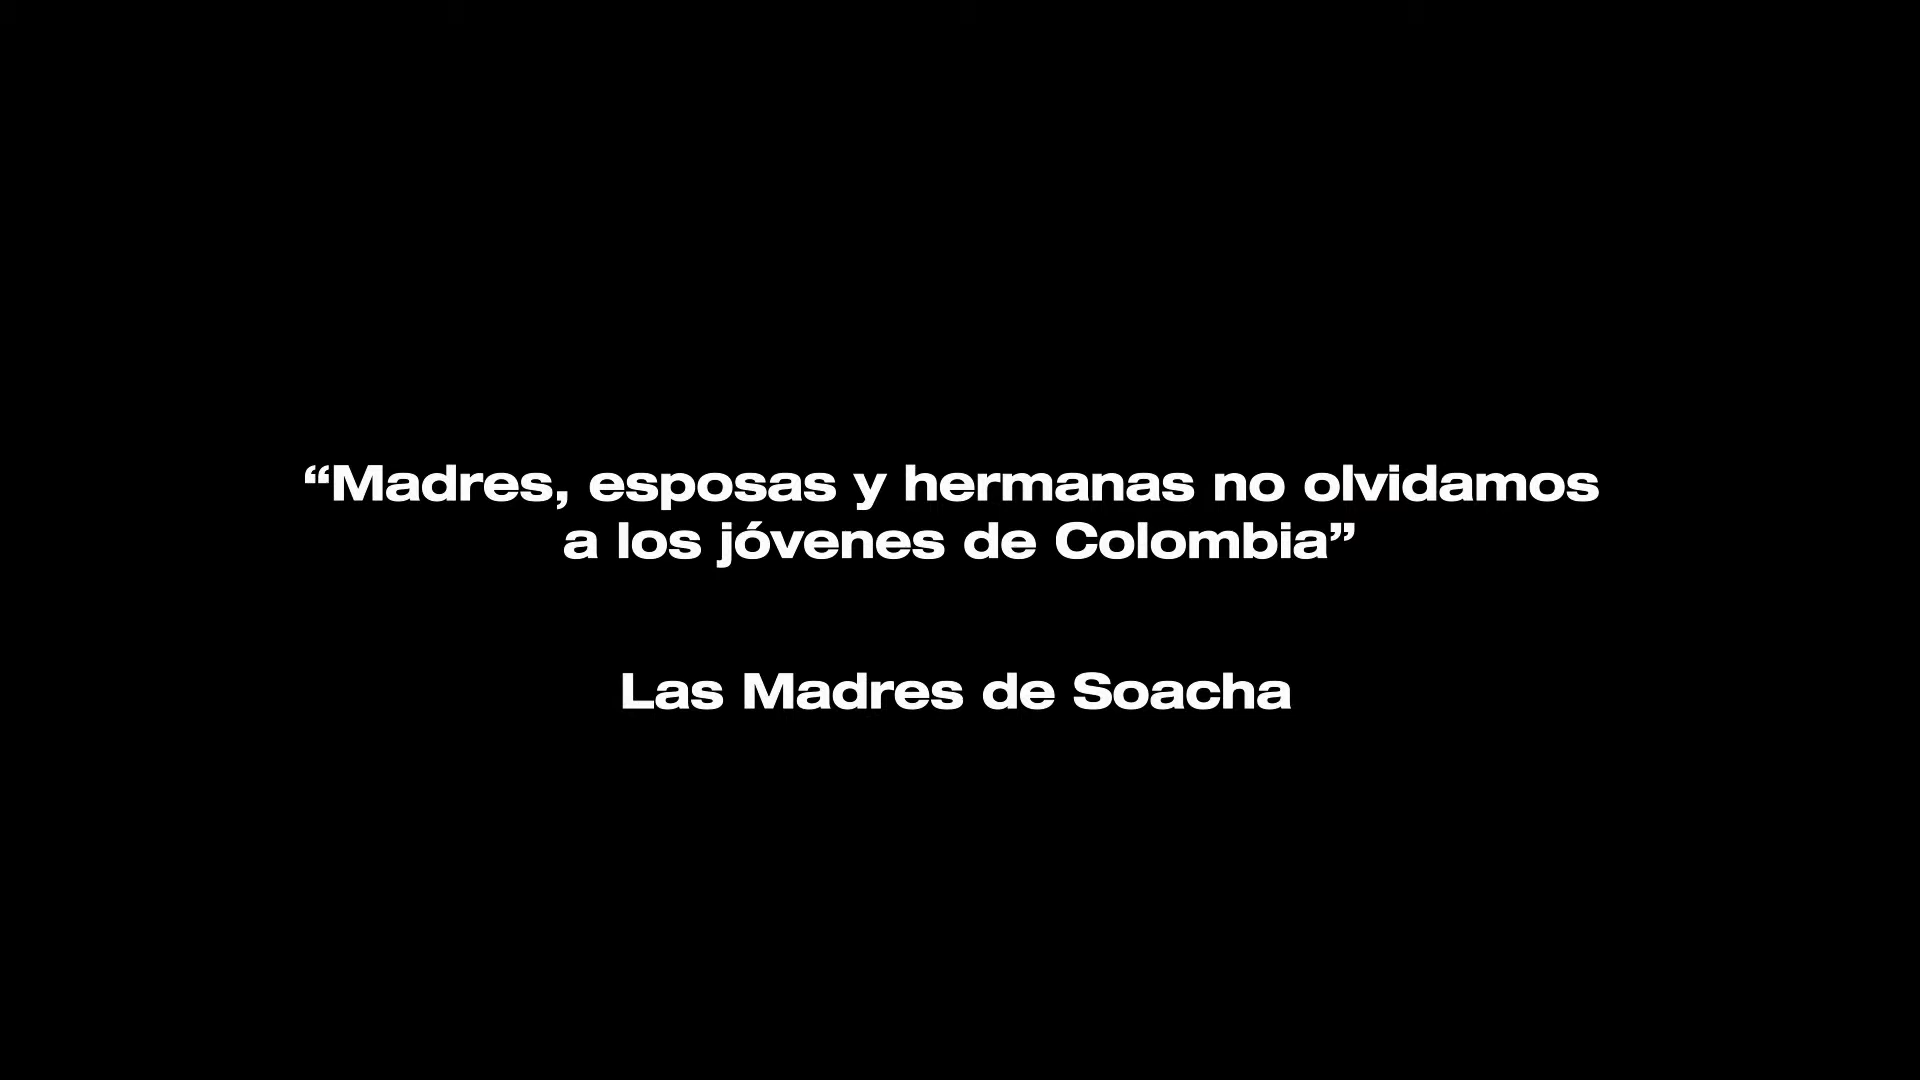 “Madres, esposas y hermanas no olvidamos
a los jóvenes de Colombia”
Las Madres de Soacha